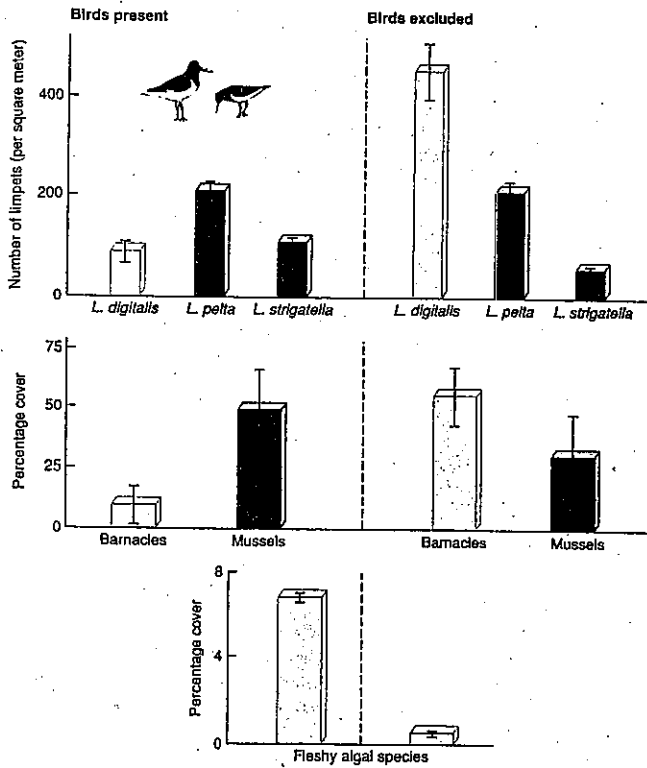 Birds present
Birds excluded
Number of limpets (per square meter)
400
200
0
L. digitalis
L. pelta
L. strigatella
L. digitalis
L. pelta
L. strigatella
Percentage cover
75
50
25
0
Barnacles
Mussels
Barnacles
Mussels
Percentage cover
8
4
0
Fleshy algal species